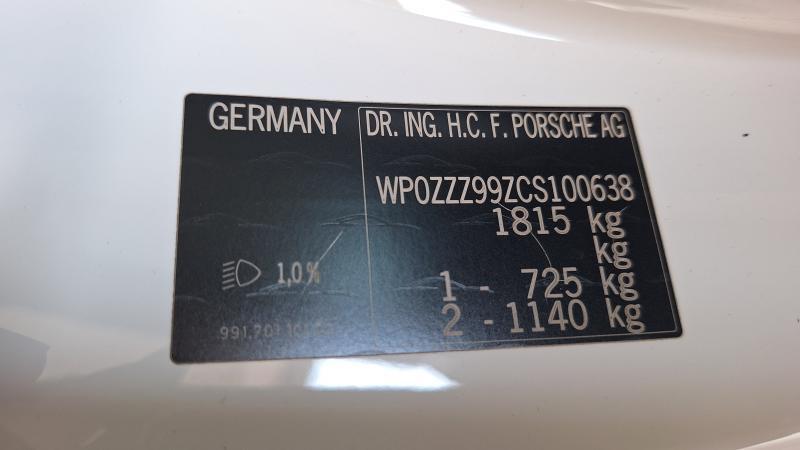 GERMANY
DR. ING. H.C. F. PORSCHE AG
WP0ZZZ99ZCS100638
1815 kg
kg
1,0%
1 - 725 kg
2 - 1140 kg